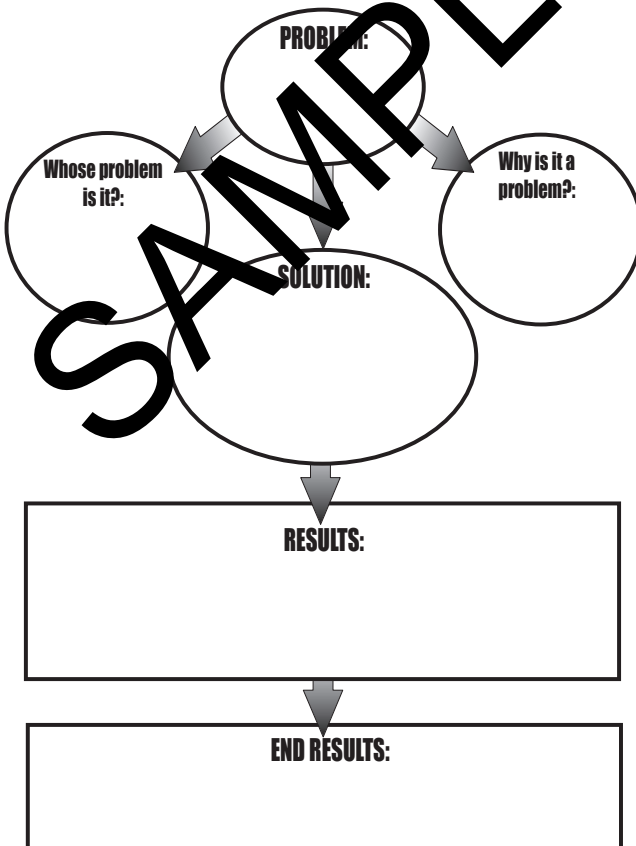 PROBLEM:
Whose problem
is it?:
Why is it a
problem?:
SOLUTION:
RESULTS:
END RESULTS:
SAMPLE